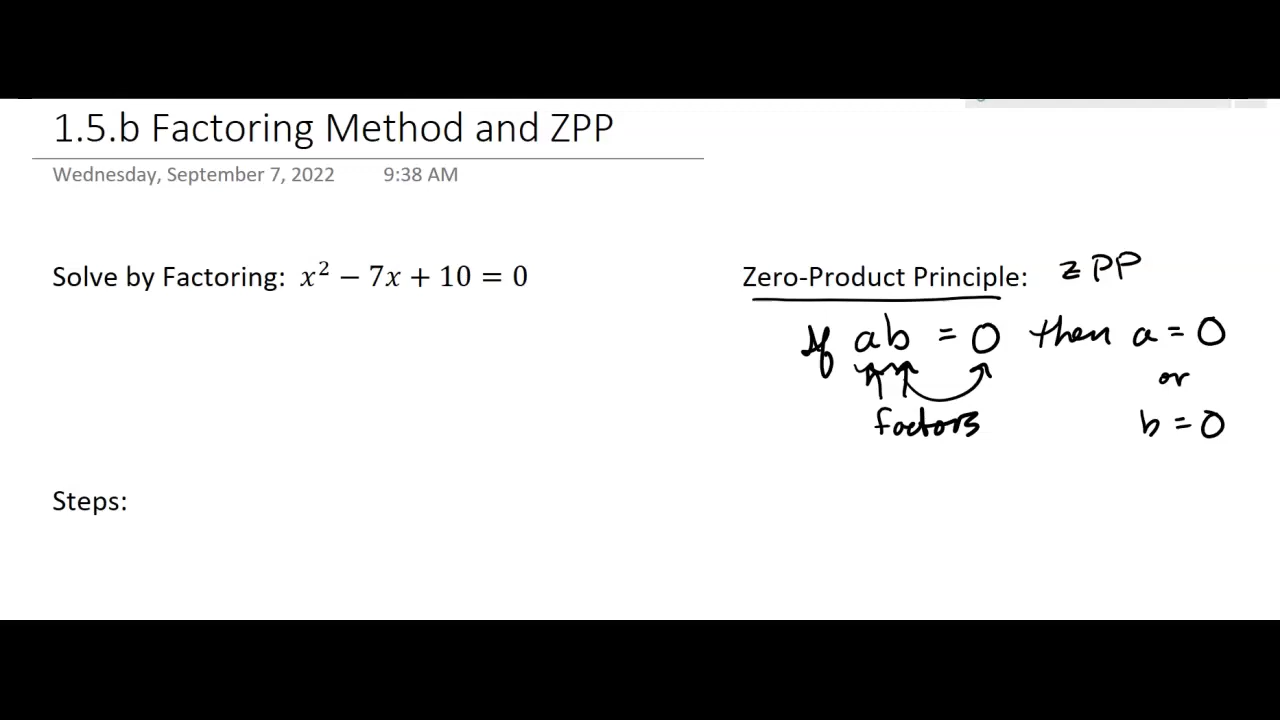 1.5.b Factoring Method and ZPP
Wednesday, September 7, 2022 9:38 AM
Solve by Factoring: x² − 7x + 10 = 0
Zero-Product Principle: ZPP
If ab = 0 then a = 0
or
factors
b = 0
Steps: